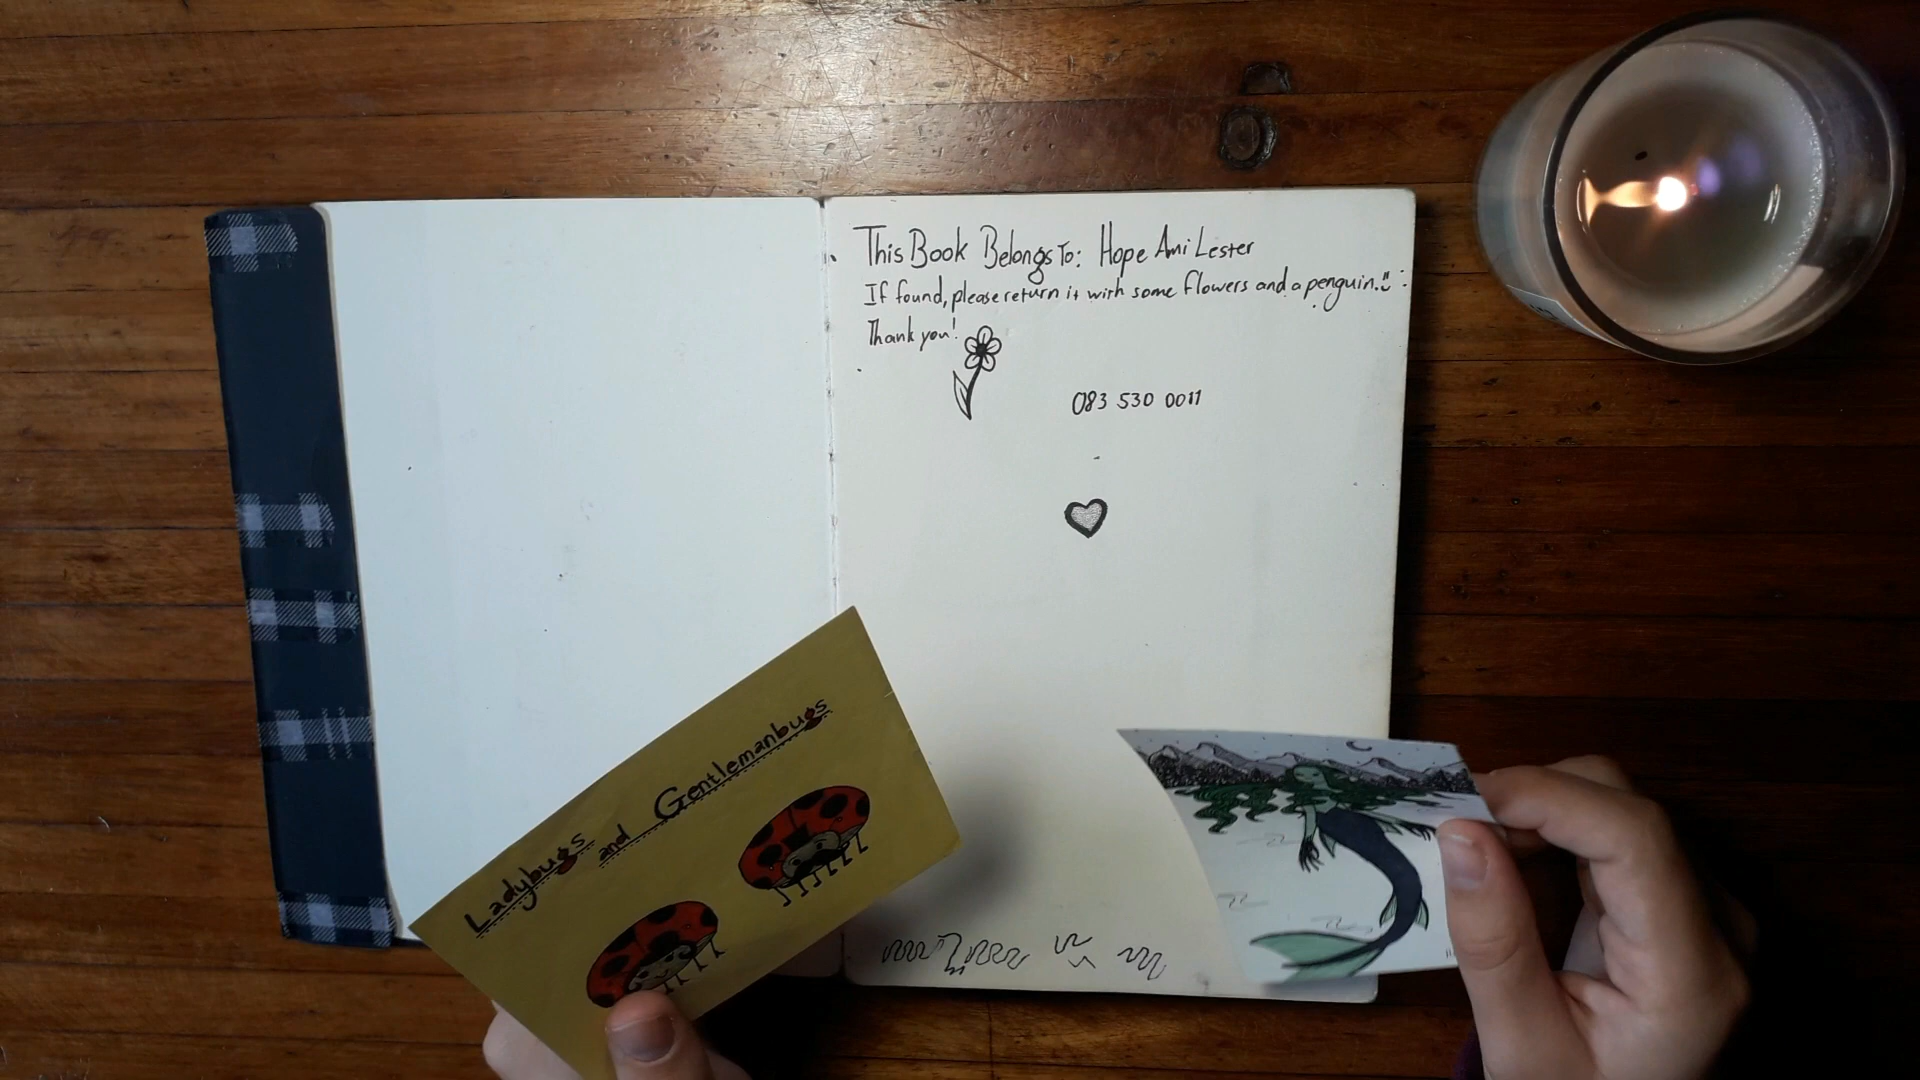 This Book Belongs To: Hope Ami Lester
If found, please return it with some flowers and a penguin.
Thank you!
083 530 0011
Ladybugs and Gentlemanbugs